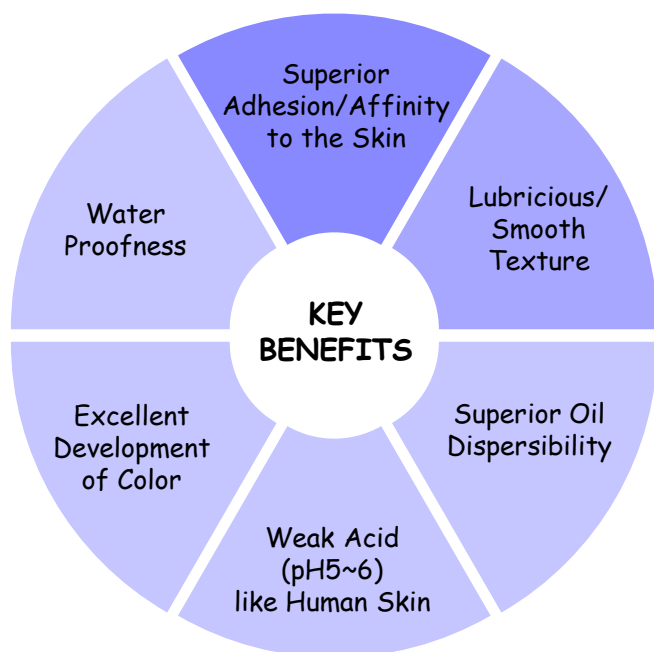 Superior
Adhesion/Affinity
to the Skin
Lubricious/
Smooth
Texture
Superior Oil
Dispersibility
Weak Acid
(pH5~6)
like Human Skin
Excellent
Development
of Color
Water
Proofness
KEY
BENEFITS